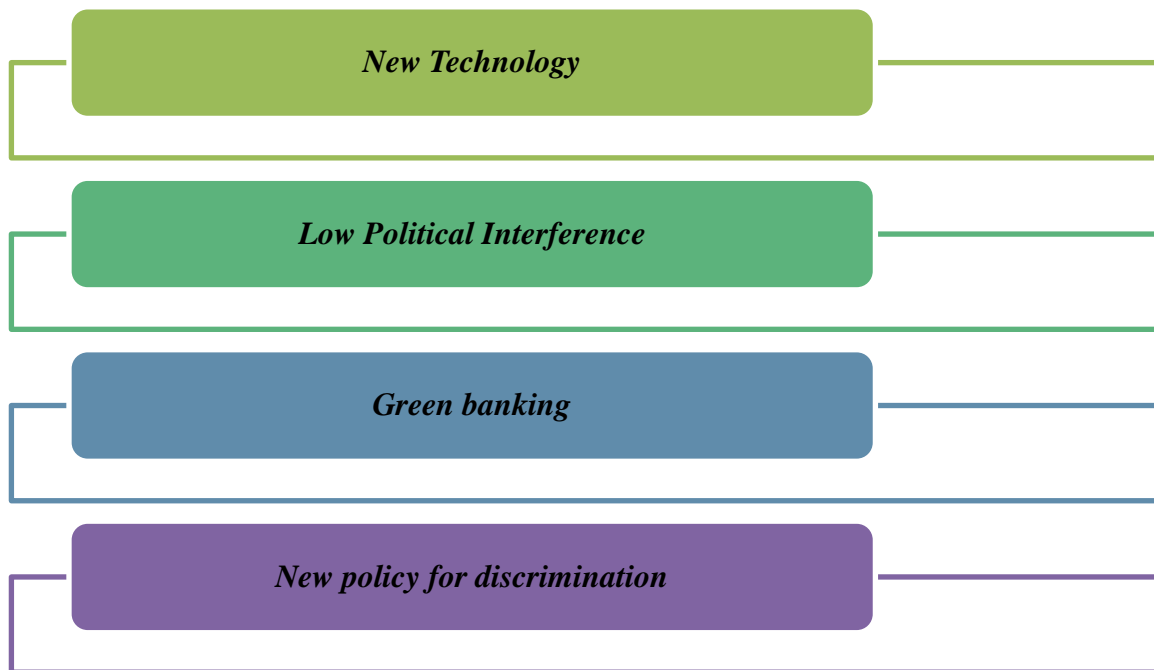 New Technology
Low Political Interference
Green banking
New policy for discrimination